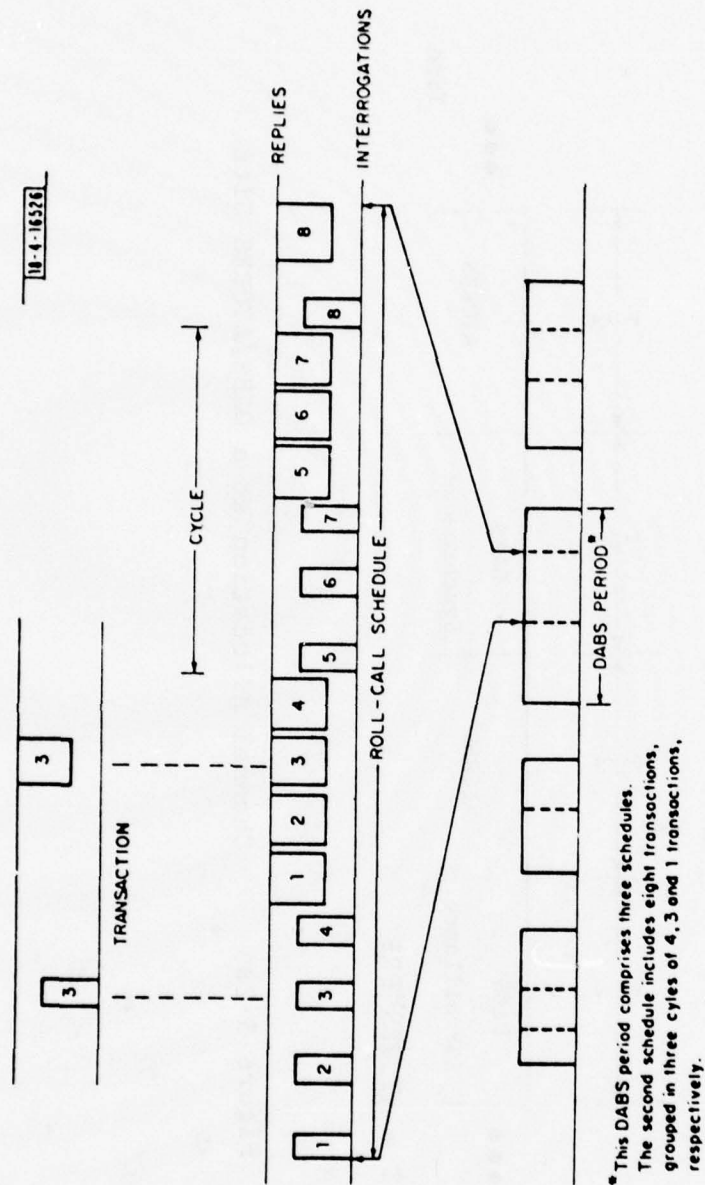 18-4-16526
3
3
TRANSACTION
CYCLE
REPLIES
1
2
3
4
5
6
7
8
1
2
3
4
5
6
7
8
INTERROGATIONS
ROLL-CALL SCHEDULE
DABS PERIOD*
*This DABS period comprises three schedules.
The second schedule includes eight transactions,
grouped in three cyles of 4, 3 and 1 transactions,
respectively.